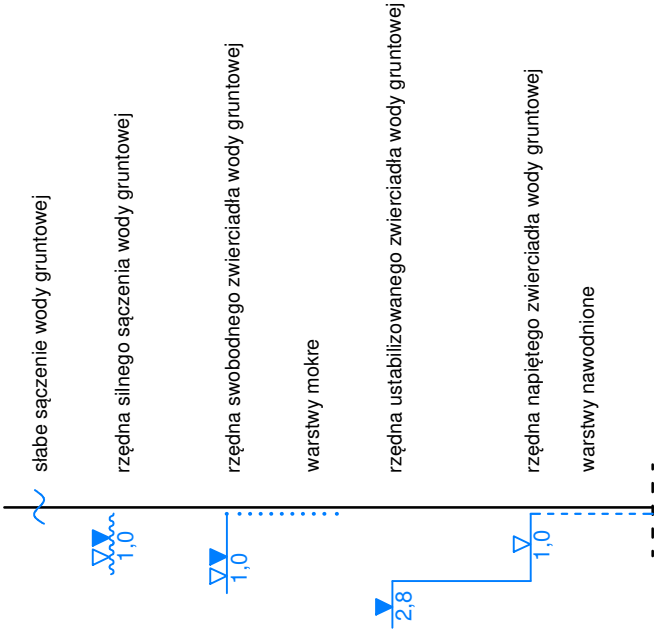 słabe sączenie wody gruntowej
1,0
rzędna silnego sączenia wody gruntowej
1,0
rzędna swobodnego zwierciadła wody gruntowej
warstwy mokre
2,8
rzędna ustabilizowanego zwierciadła wody gruntowej
1,0
rzędna napiętego zwierciadła wody gruntowej
warstwy nawodnione